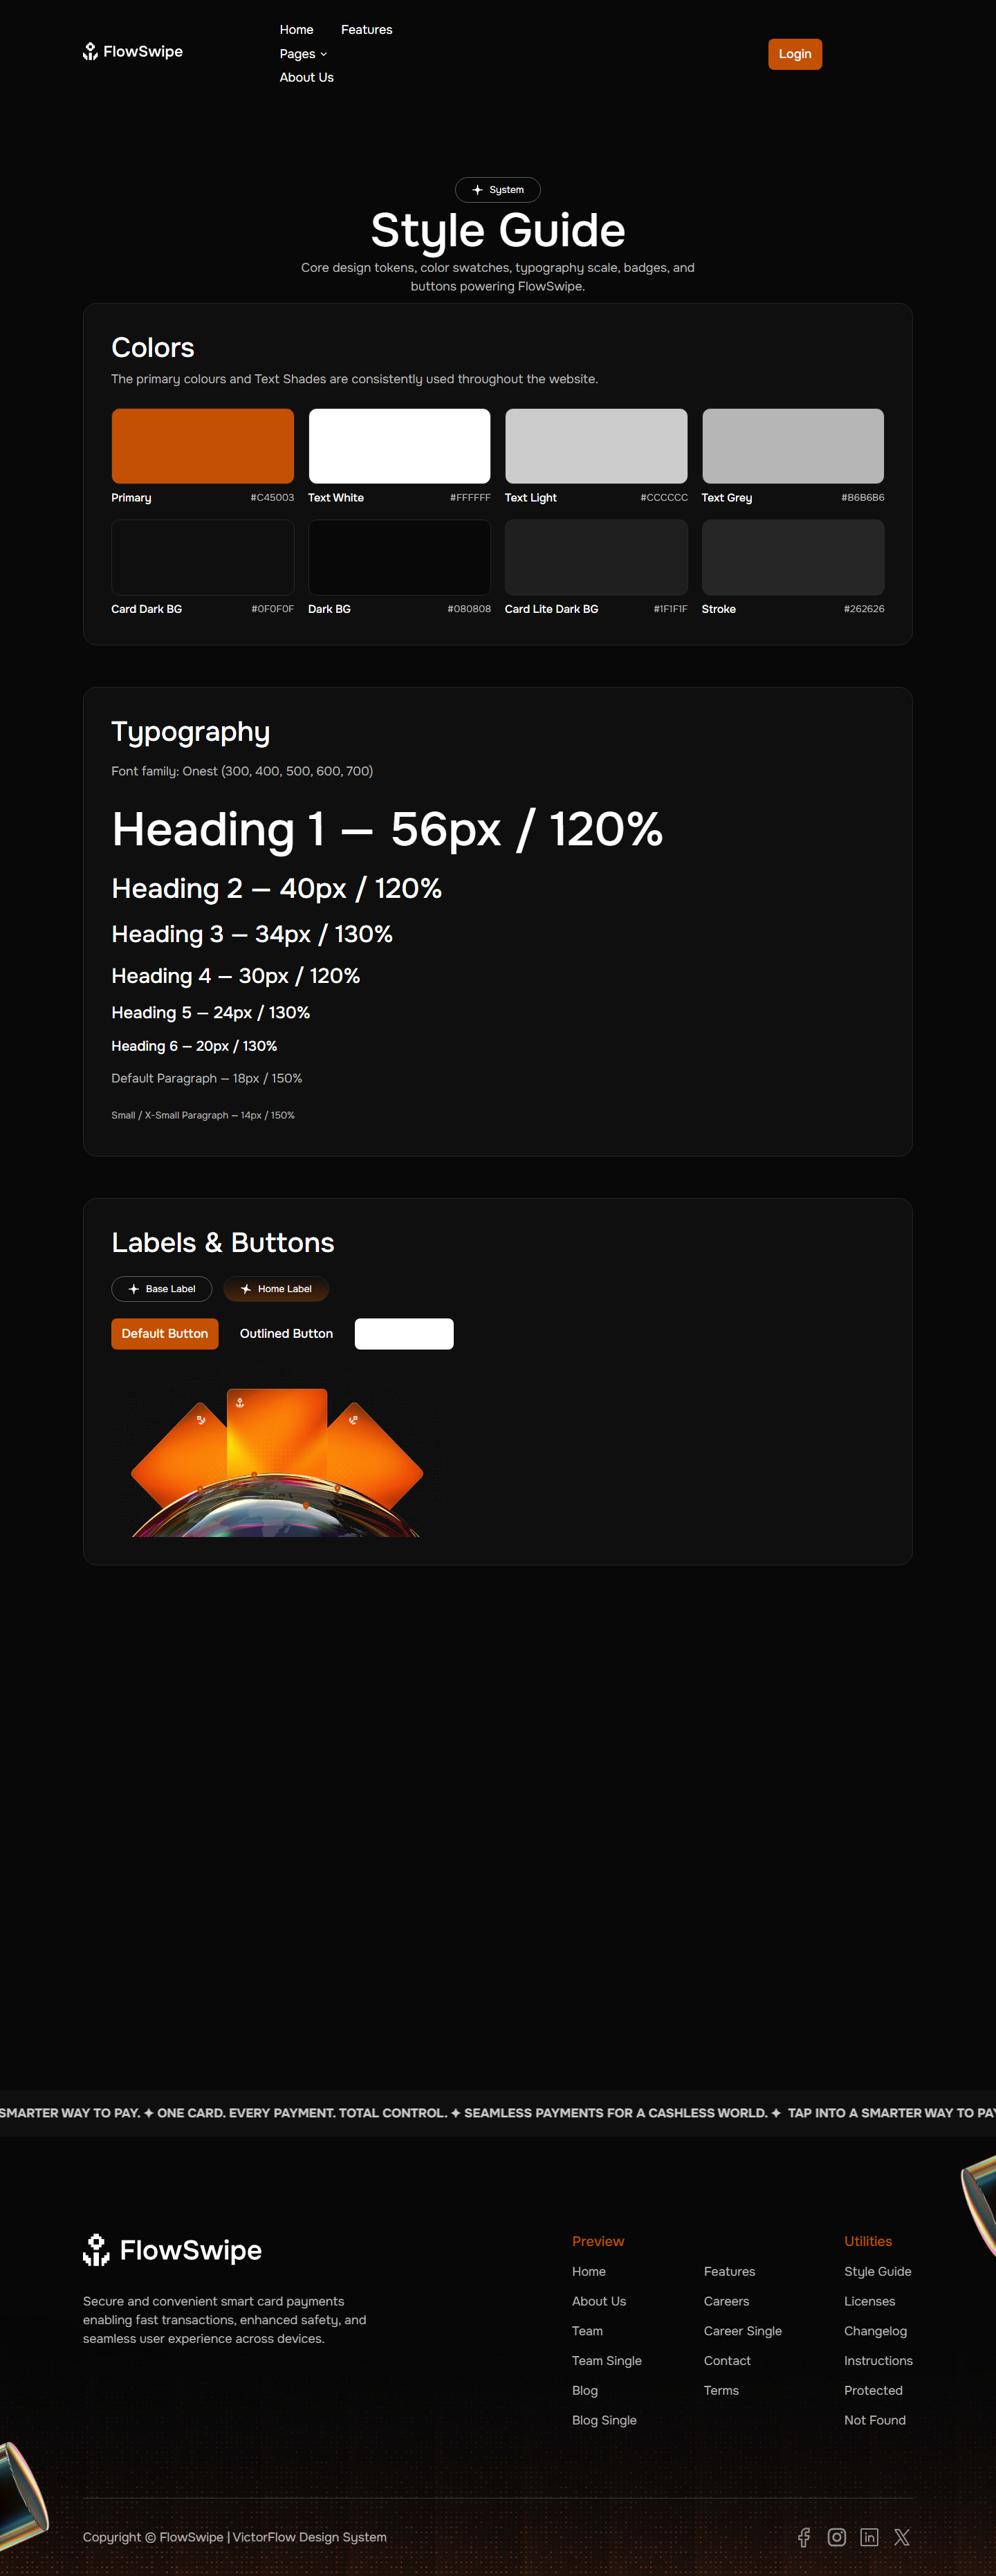 FlowSwipe
Home Features
Pages
About Us
Login
System
Style Guide
Core design tokens, color swatches, typography scale, badges, and
buttons powering FlowSwipe.
Colors
The primary colours and Text Shades are consistently used throughout the website.
Primary #C45003
Text White #FFFFFF
Text Light #CCCCCC
Text Grey #B6B6B6
Card Dark BG #0F0F0F
Dark BG #080808
Card Lite Dark BG #1F1F1F
Stroke #262626
Typography
Font family: Onest (300, 400, 500, 600, 700)
Heading 1 — 56px / 120%
Heading 2 — 40px / 120%
Heading 3 — 34px / 130%
Heading 4 — 30px / 120%
Heading 5 — 24px / 130%
Heading 6 — 20px / 130%
Default Paragraph — 18px / 150%
Small / X-Small Paragraph — 14px / 150%
Labels & Buttons
Base Label
Home Label
Default Button
Outlined Button
SMARTER WAY TO PAY. ✦ ONE CARD. EVERY PAYMENT. TOTAL CONTROL. ✦ SEAMLESS PAYMENTS FOR A CASHLESS WORLD. ✦ TAP INTO A SMARTER WAY TO PAY
FlowSwipe
Secure and convenient smart card payments
enabling fast transactions, enhanced safety, and
seamless user experience across devices.
Preview
Home
About Us
Team
Team Single
Blog
Blog Single
Features
Careers
Career Single
Contact
Terms
Utilities
Style Guide
Licenses
Changelog
Instructions
Protected
Not Found
Copyright © FlowSwipe | VictorFlow Design System